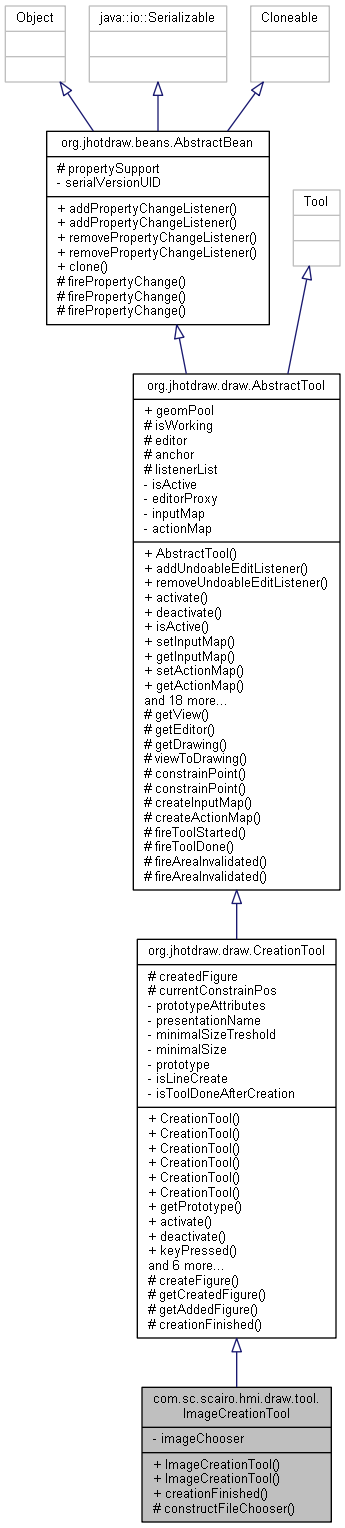 Object
java::io::Serializable
Cloneable
org.jhotdraw.beans.AbstractBean
# propertySupport
- serialVersionUID
+ addPropertyChangeListener()
+ addPropertyChangeListener()
+ removePropertyChangeListener()
+ removePropertyChangeListener()
+ clone()
# firePropertyChange()
# firePropertyChange()
# firePropertyChange()
Tool
org.jhotdraw.draw.AbstractTool
+ geomPool
# isWorking
# editor
# anchor
# listenerList
- isActive
- editorProxy
- inputMap
- actionMap
+ AbstractTool()
+ addUndoableEditListener()
+ removeUndoableEditListener()
+ activate()
+ deactivate()
+ isActive()
+ setInputMap()
+ getInputMap()
+ setActionMap()
+ getActionMap()
and 18 more...
# getView()
# getEditor()
# getDrawing()
# viewToDrawing()
# constrainPoint()
# constrainPoint()
# createInputMap()
# createActionMap()
# fireToolStarted()
# fireToolDone()
# fireAreaInvalidated()
# fireAreaInvalidated()
org.jhotdraw.draw.CreationTool
# createdFigure
# currentConstrainPos
- prototypeAttributes
- presentationName
- minimalSizeTreshold
- minimalSize
- prototype
- isLineCreate
- isToolDoneAfterCreation
+ CreationTool()
+ CreationTool()
+ CreationTool()
+ CreationTool()
+ CreationTool()
+ CreationTool()
+ getPrototype()
+ activate()
+ deactivate()
+ keyPressed()
and 6 more...
# createFigure()
# getCreatedFigure()
# getAddedFigure()
# creationFinished()
com.sc.scairo.hmi.draw.tool.
ImageCreationTool
- imageChooser
+ ImageCreationTool()
+ ImageCreationTool()
+ creationFinished()
# constructFileChooser()